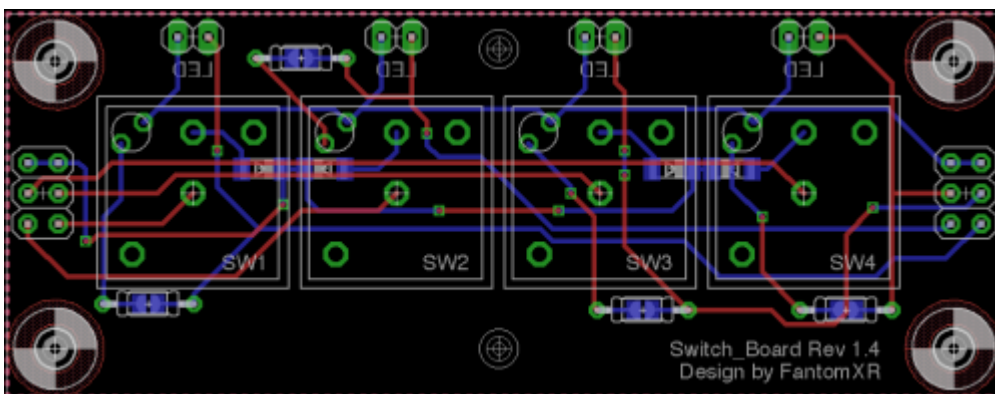 LED
LED
LED
LED
SW1
SW2
SW3
SW4
Switch_Board Rev 1.4
Design by FantomXR